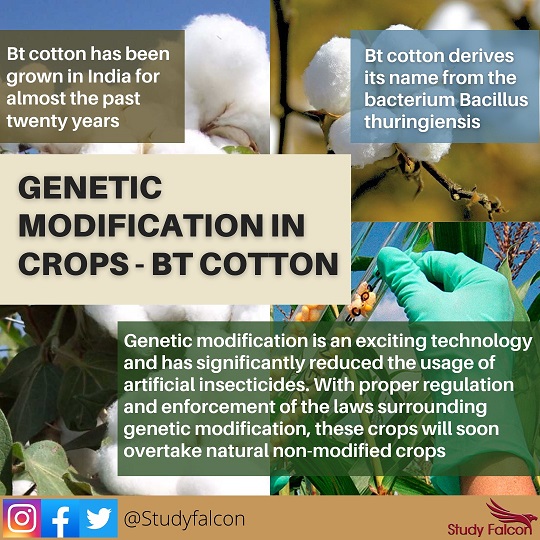 Bt cotton has been
grown in India for
almost the past
twenty years
Bt cotton derives
its name from the
bacterium Bacillus
thuringiensis
GENETIC
MODIFICATION IN
CROPS - BT COTTON
Genetic modification is an exciting technology
and has significantly reduced the usage of
artificial insecticides. With proper regulation
and enforcement of the laws surrounding
genetic modification, these crops will soon
overtake natural non-modified crops
@Studyfalcon
Study Falcon